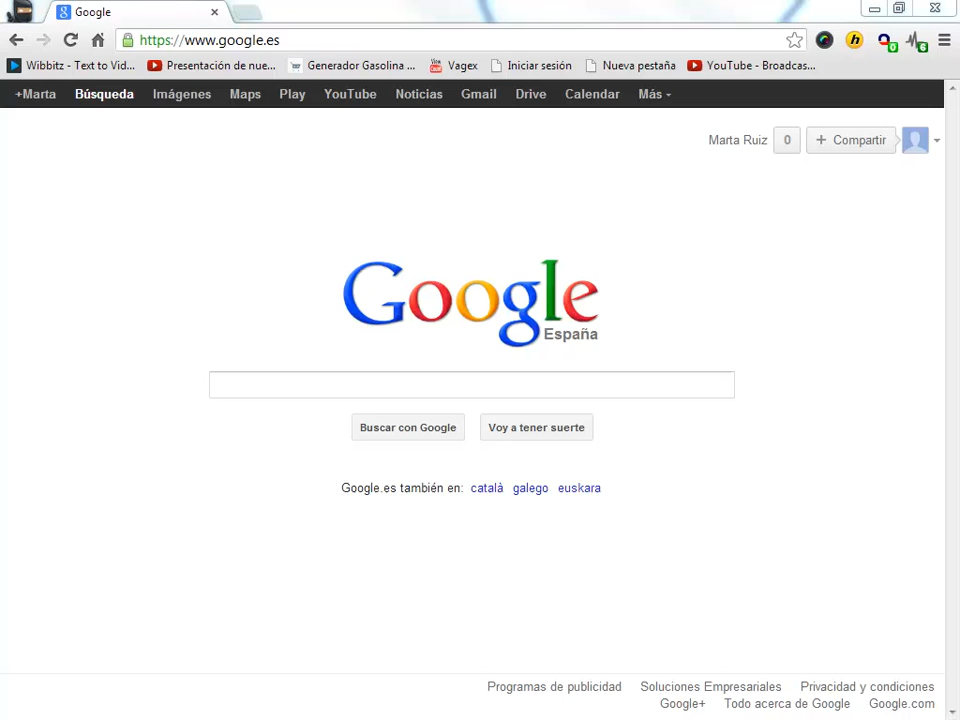 Google
https://www.google.es
Wibbitz - Text to Vid... Presentación de nue... Generador Gasolina ... Vagex Iniciar sesión Nueva pestaña YouTube - Broadcas...
+Marta Búsqueda Imágenes Maps Play YouTube Noticias Gmail Drive Calendar Más
Marta Ruiz 0 + Compartir
Google
España
Buscar con Google Voy a tener suerte
Google.es también en: català galego euskara
Programas de publicidad Soluciones Empresariales Privacidad y condiciones
Google+ Todo acerca de Google Google.com